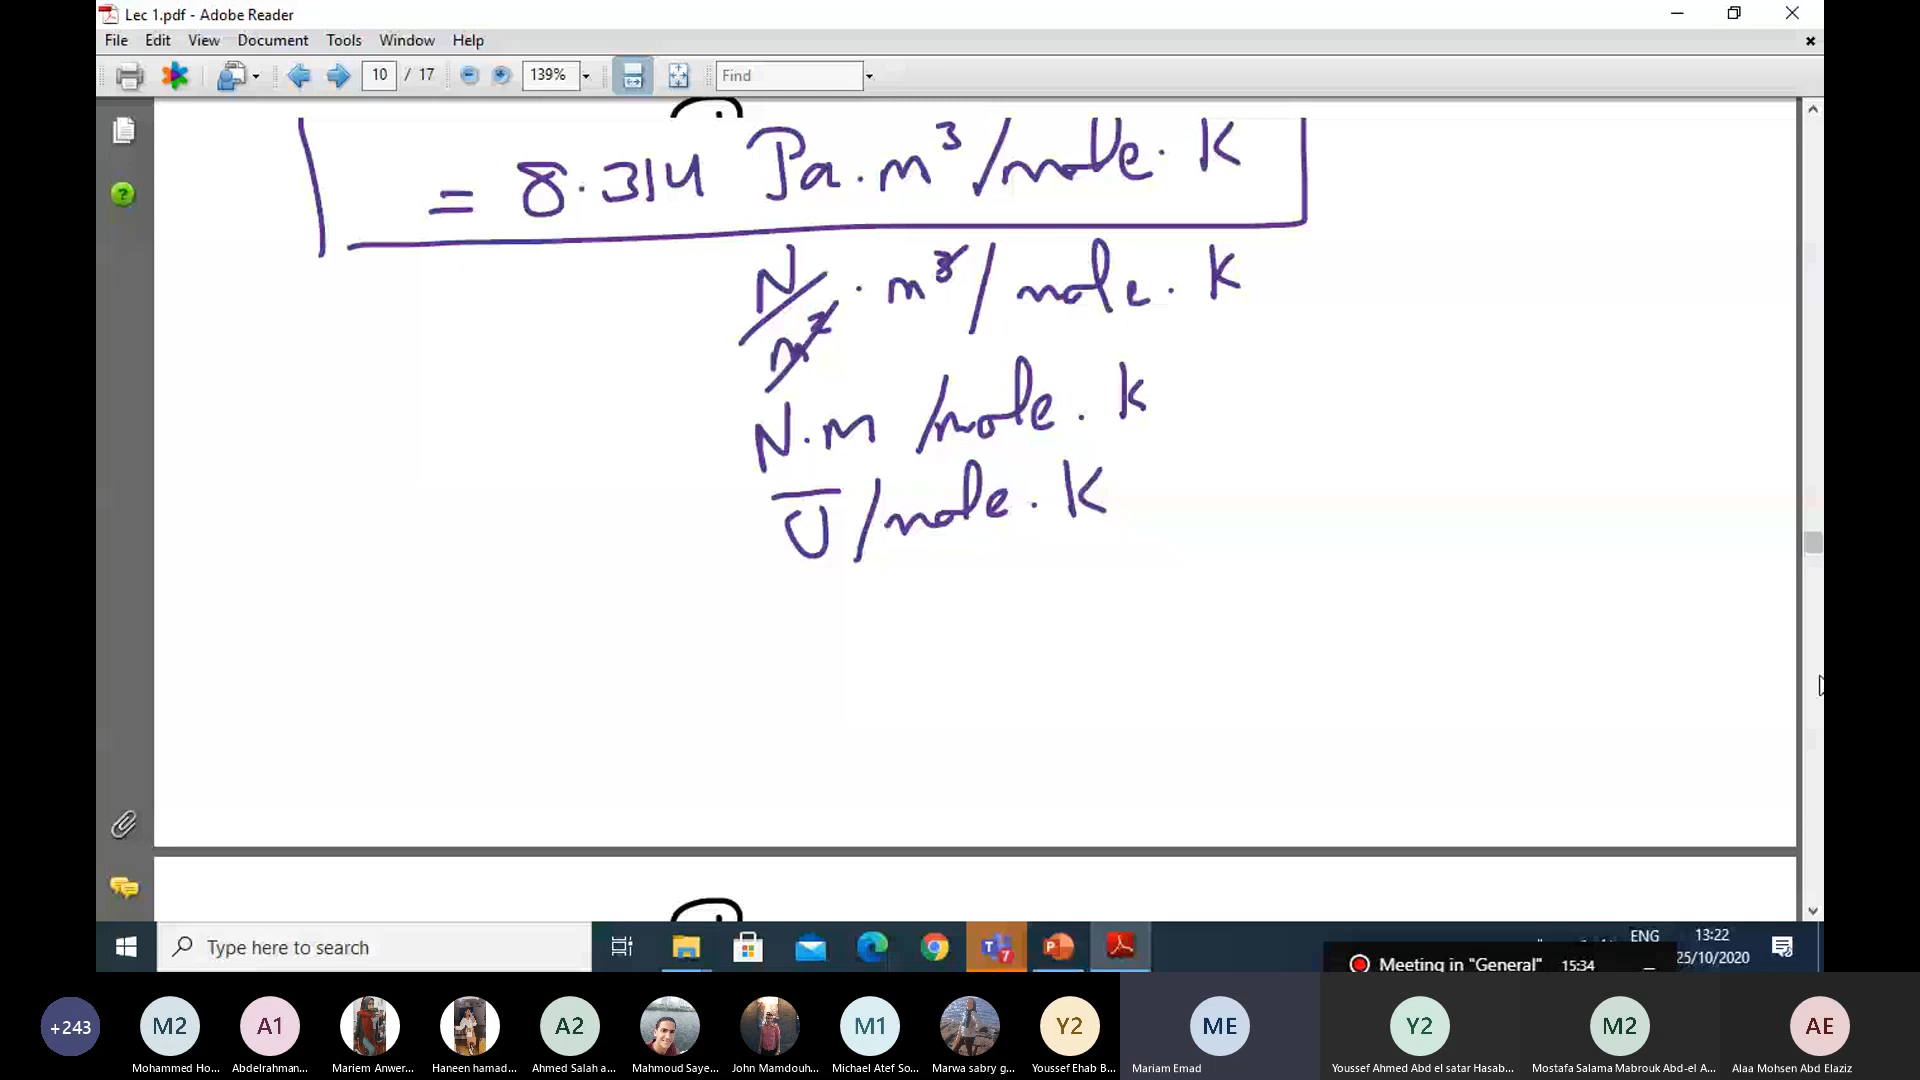 Lec 1.pdf - Adobe Reader
File Edit View Document Tools Window Help
10 / 17 139% Find
= 8.314 Pa.m³/mole. K
N/m² . m³/ mole. K
N.m /mole. K
J/mole. K
Type here to search
ENG
13:22
25/10/2020
Meeting in "General" 15:34
+243 M2 A1 A2 M1 Y2 ME Y2 M2 AE
Mohammed Ho... Abdelrahman... Mariem Anwer... Haneen hamad... Ahmed Salah a... Mahmoud Saye... John Mamdouh... Michael Atef So... Marwa sabry g... Youssef Ehab B... Mariam Emad Youssef Ahmed Abd el satar Hasab... Mostafa Salama Mabrouk Abd-el A... Alaa Mohsen Abd Elaziz